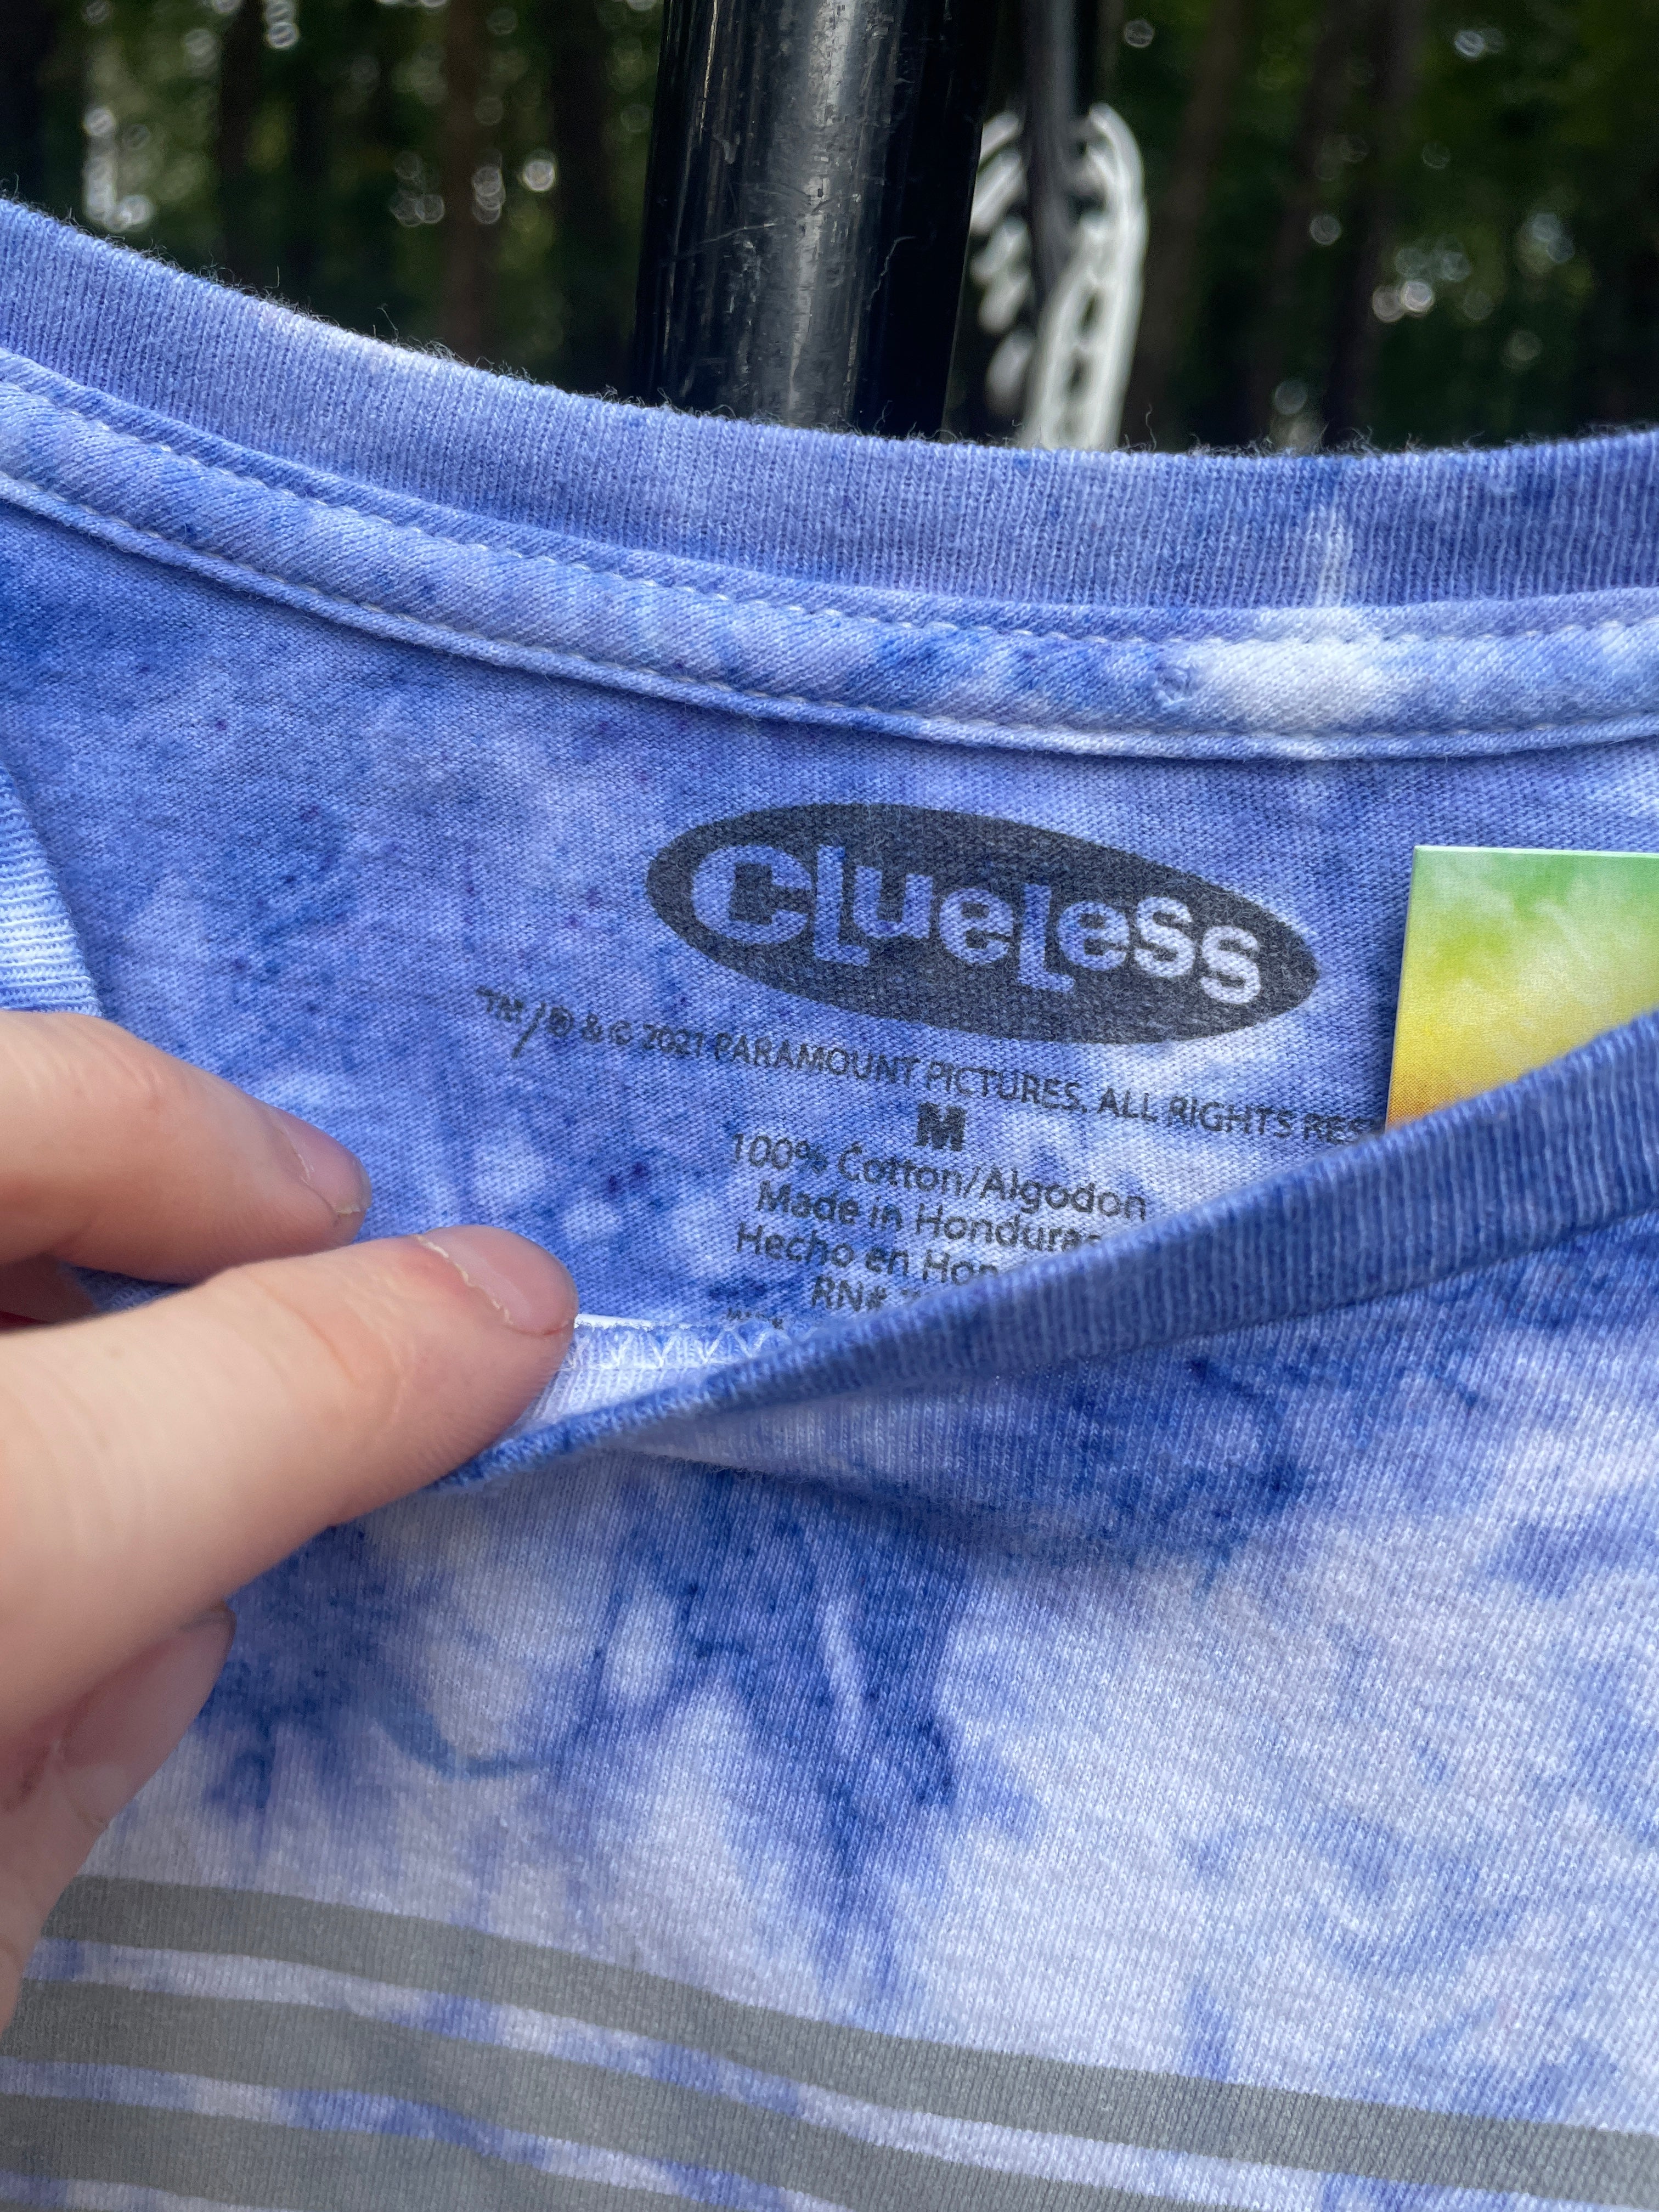 Clueless
™/® & © 2021 PARAMOUNT PICTURES. ALL RIGHTS RES
M
100% Cotton/Algodon
Made in Honduras
Hecho en Hon
RN#